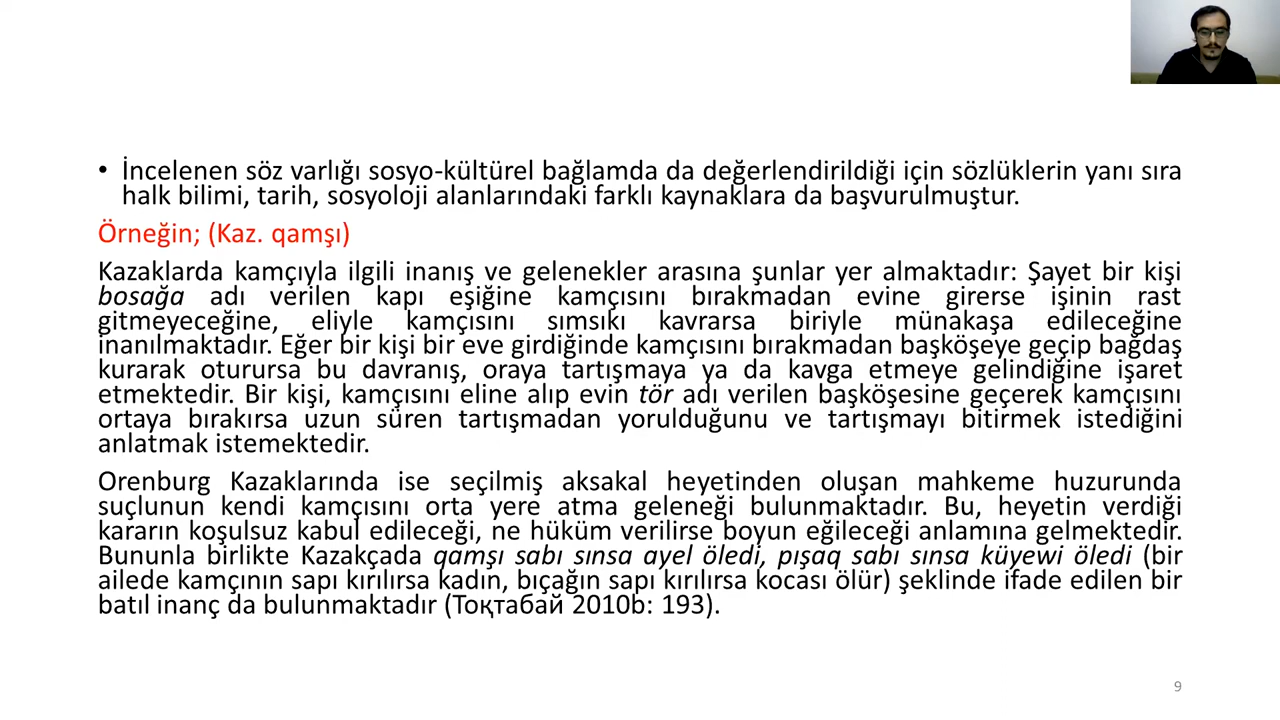 • İncelenen söz varlığı sosyo-kültürel bağlamda da değerlendirildiği için sözlüklerin yanı sıra
halk bilimi, tarih, sosyoloji alanlarındaki farklı kaynaklara da başvurulmuştur.
Örneğin; (Kaz. qamşı)
Kazaklarda kamçıyla ilgili inanış ve gelenekler arasına şunlar yer almaktadır: Şayet bir kişi
bosağa adı verilen kapı eşiğine kamçısını bırakmadan evine girerse işinin rast
gitmeyeceğine, eliyle kamçısını sımsıkı kavrarsa biriyle münakaşa edileceğine
inanılmaktadır. Eğer bir kişi bir eve girdiğinde kamçısını bırakmadan başköşeye geçip bağdaş
kurarak oturursa bu davranış, oraya tartışmaya ya da kavga etmeye gelindiğine işaret
etmektedir. Bir kişi, kamçısını eline alıp evin tör adı verilen başköşesine geçerek kamçısını
ortaya bırakırsa uzun süren tartışmadan yorulduğunu ve tartışmayı bitirmek istediğini
anlatmak istemektedir.
Orenburg Kazaklarında ise seçilmiş aksakal heyetinden oluşan mahkeme huzurunda
suçlunun kendi kamçısını orta yere atma geleneği bulunmaktadır. Bu, heyetin verdiği
kararın koşulsuz kabul edileceği, ne hüküm verilirse boyun eğileceği anlamına gelmektedir.
Bununla birlikte Kazakçada qamşı sabı sınsa ayel öledi, pışaq sabı sınsa küyewi öledi (bir
ailede kamçının sapı kırılırsa kadın, bıçağın sapı kırılırsa kocası ölür) şeklinde ifade edilen bir
batıl inanç da bulunmaktadır (Тоқтабай 2010b: 193).
9